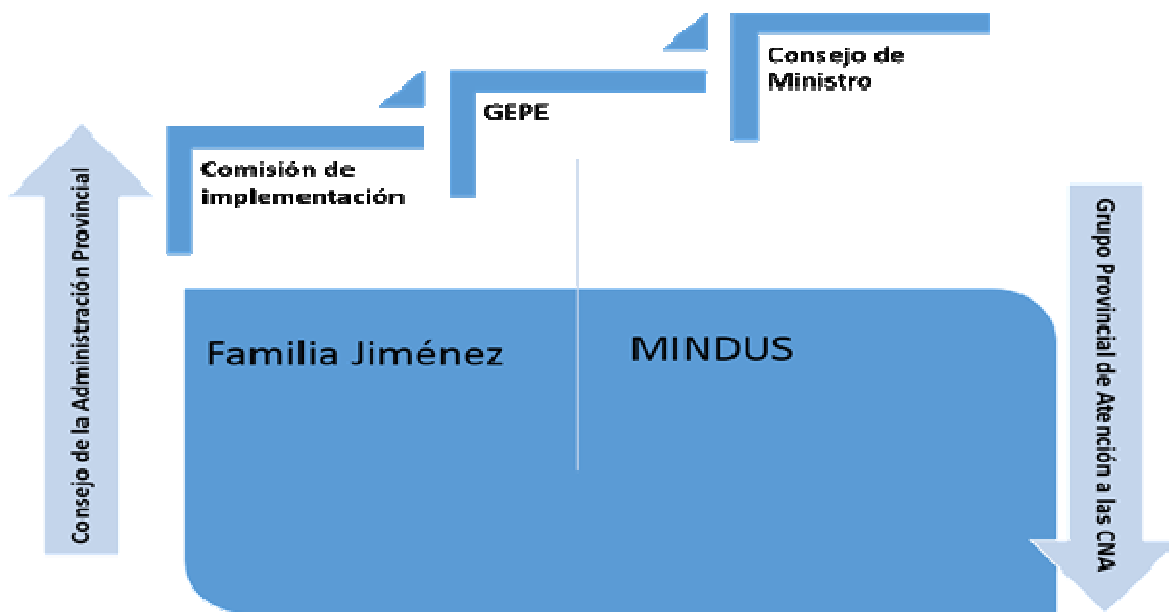 Consejo de
Ministro
GEPE
Comisión de
implementación
Consejo de la Administración Provincial
Grupo Provincial de Atención a las CNA
Familia Jiménez
MINDUS